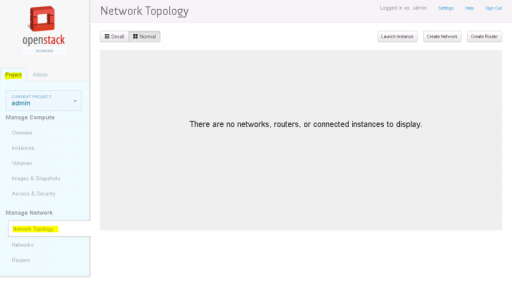 Network Topology
Logged in as: admin Settings Help Sign Out
openstack
DASHBOARD
Small Normal
Launch Instance Create Network Create Router
Project Admin
CURRENT PROJECT
admin
Manage Compute
Overview
Instances
Volumes
Images & Snapshots
Access & Security
Manage Network
Network Topology
Networks
Routers
There are no networks, routers, or connected instances to display.